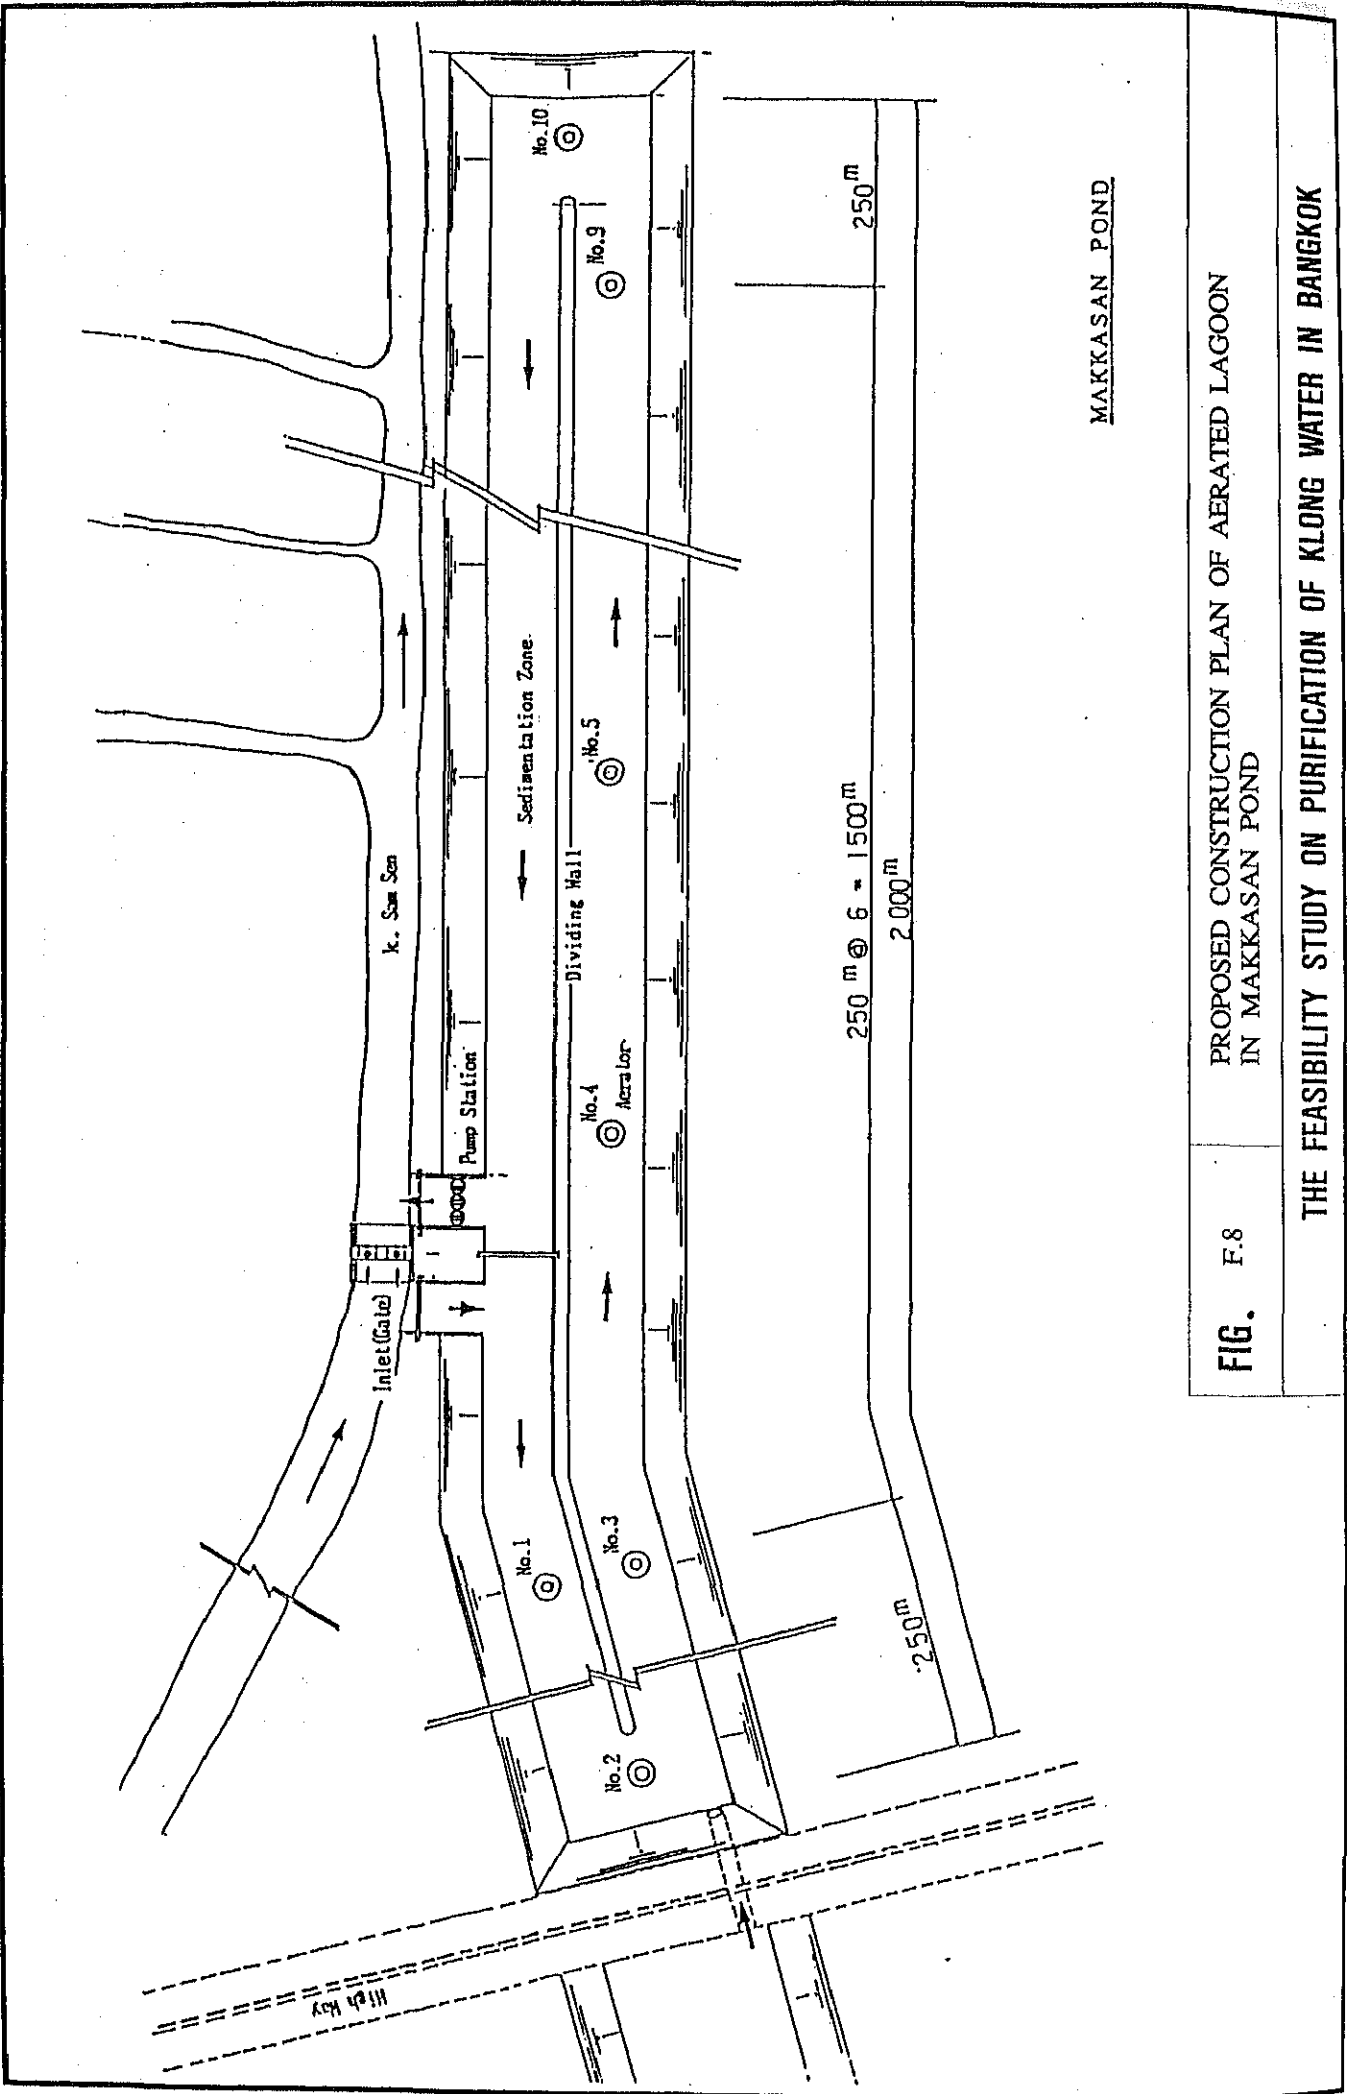 k. Sam Sen
Inlet(Gate)
Pump Station
No.10
No.9
Sedimentation Zone
No.5
Dividing Wall
No.4
Aerator
No.1
No.3
No.2
High Way
250m
250m @ 6 = 1500m
2000m
250m
MAKKASAN POND
FIG. F.8
PROPOSED CONSTRUCTION PLAN OF AERATED LAGOON
IN MAKKASAN POND
THE FEASIBILITY STUDY ON PURIFICATION OF KLONG WATER IN BANGKOK